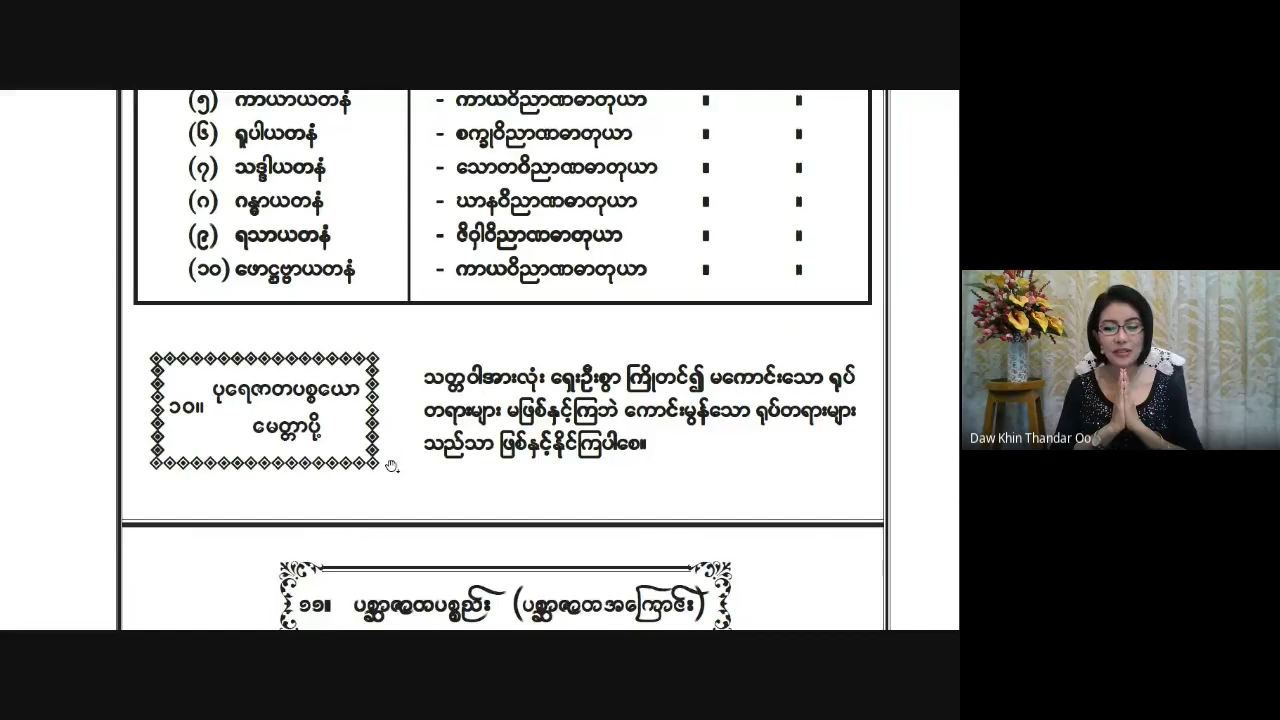 (၅) ကာယာယတနံ - ကာယဝိညာဏဓာတုယာ ။ ။
(၆) ရူပါယတနံ - စက္ခုဝိညာဏဓာတုယာ ။ ။
(၇) သဒ္ဒါယတနံ - သောတဝိညာဏဓာတုယာ ။ ။
(၈) ဂန္ဓာယတနံ - ဃာနဝိညာဏဓာတုယာ ။ ။
(၉) ရသာယတနံ - ဇိဝှါဝိညာဏဓာတုယာ ။ ။
(၁၀) ဖောဋ္ဌဗ္ဗာယတနံ - ကာယဝိညာဏဓာတုယာ ။ ။
၁၀။ ပုရေဇာတပစ္စယော
မေတ္တာပို့
သတ္တဝါအားလုံး ရှေးဦးစွာ ကြိုတင်၍ မကောင်းသော ရုပ်
တရားများ မဖြစ်နှင့်ကြဘဲ ကောင်းမွန်သော ရုပ်တရားများ
သည်သာ ဖြစ်နှင့်နိုင်ကြပါစေ။
၁၁။ ပစ္ဆာဇာတပစ္စည်း (ပစ္ဆာဇာတအကြောင်း)
Daw Khin Thandar Oo